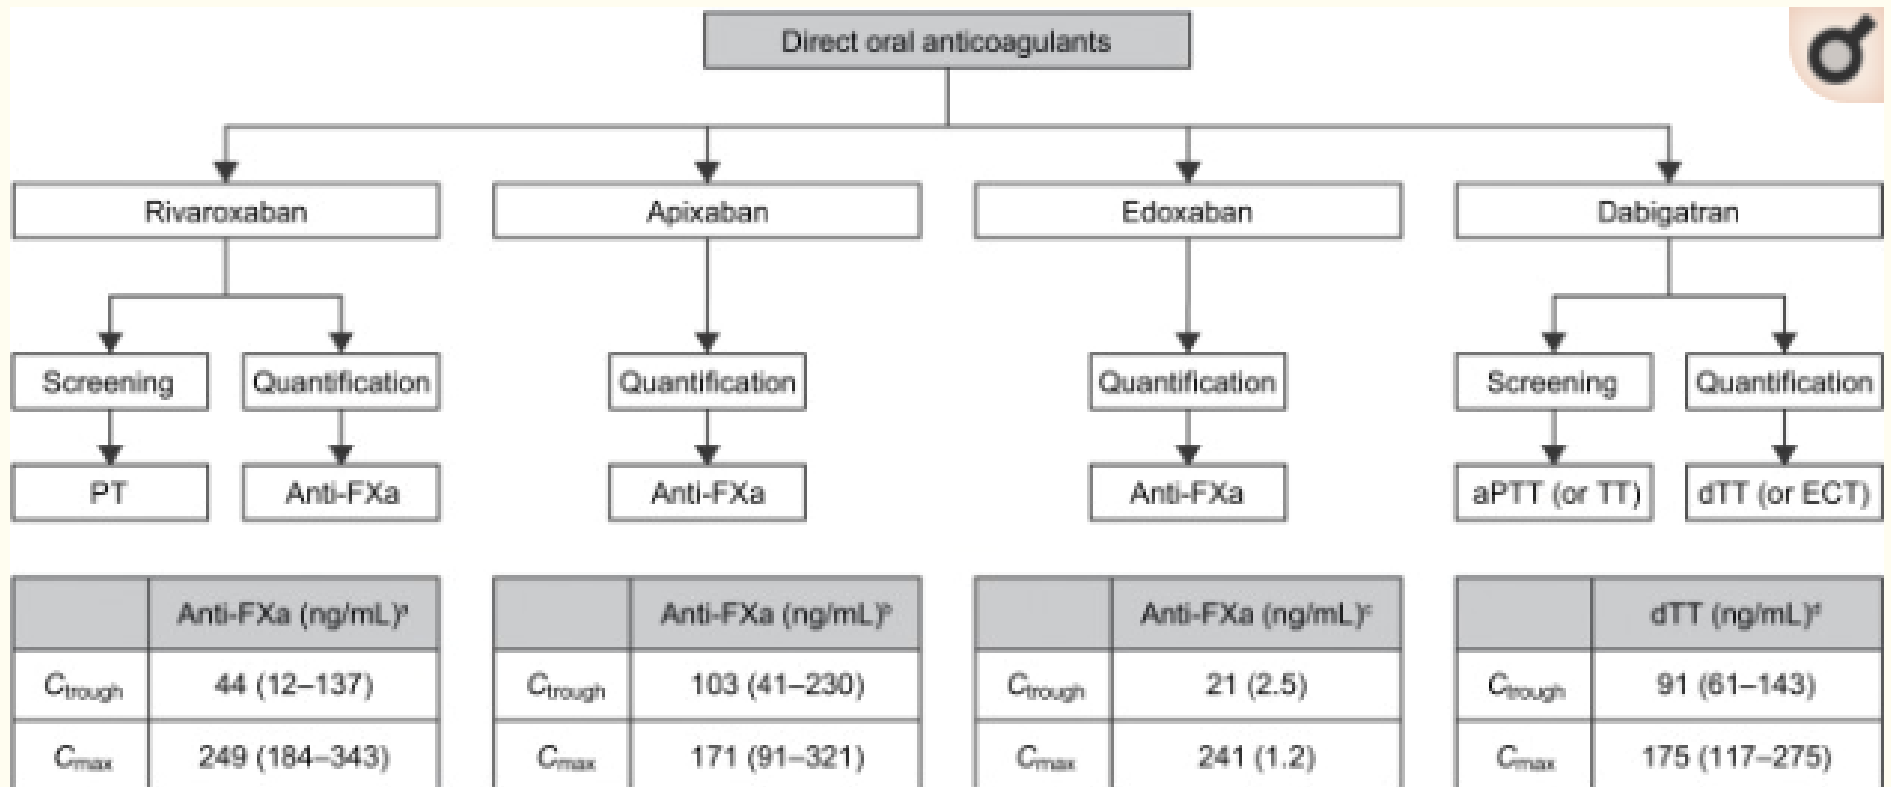 Direct oral anticoagulants
Rivaroxaban Apixaban Edoxaban Dabigatran
Screening Quantification Quantification Quantification Screening Quantification
PT Anti-FXa Anti-FXa Anti-FXa aPTT (or TT) dTT (or ECT)
Anti-FXa (ng/mL)ᵃ Anti-FXa (ng/mL)ᵇ Anti-FXa (ng/mL)ᶜ dTT (ng/mL)ᵈ
Ctrough 44 (12–137) Ctrough 103 (41–230) Ctrough 21 (2.5) Ctrough 91 (61–143)
Cmax 249 (184–343) Cmax 171 (91–321) Cmax 241 (1.2) Cmax 175 (117–275)